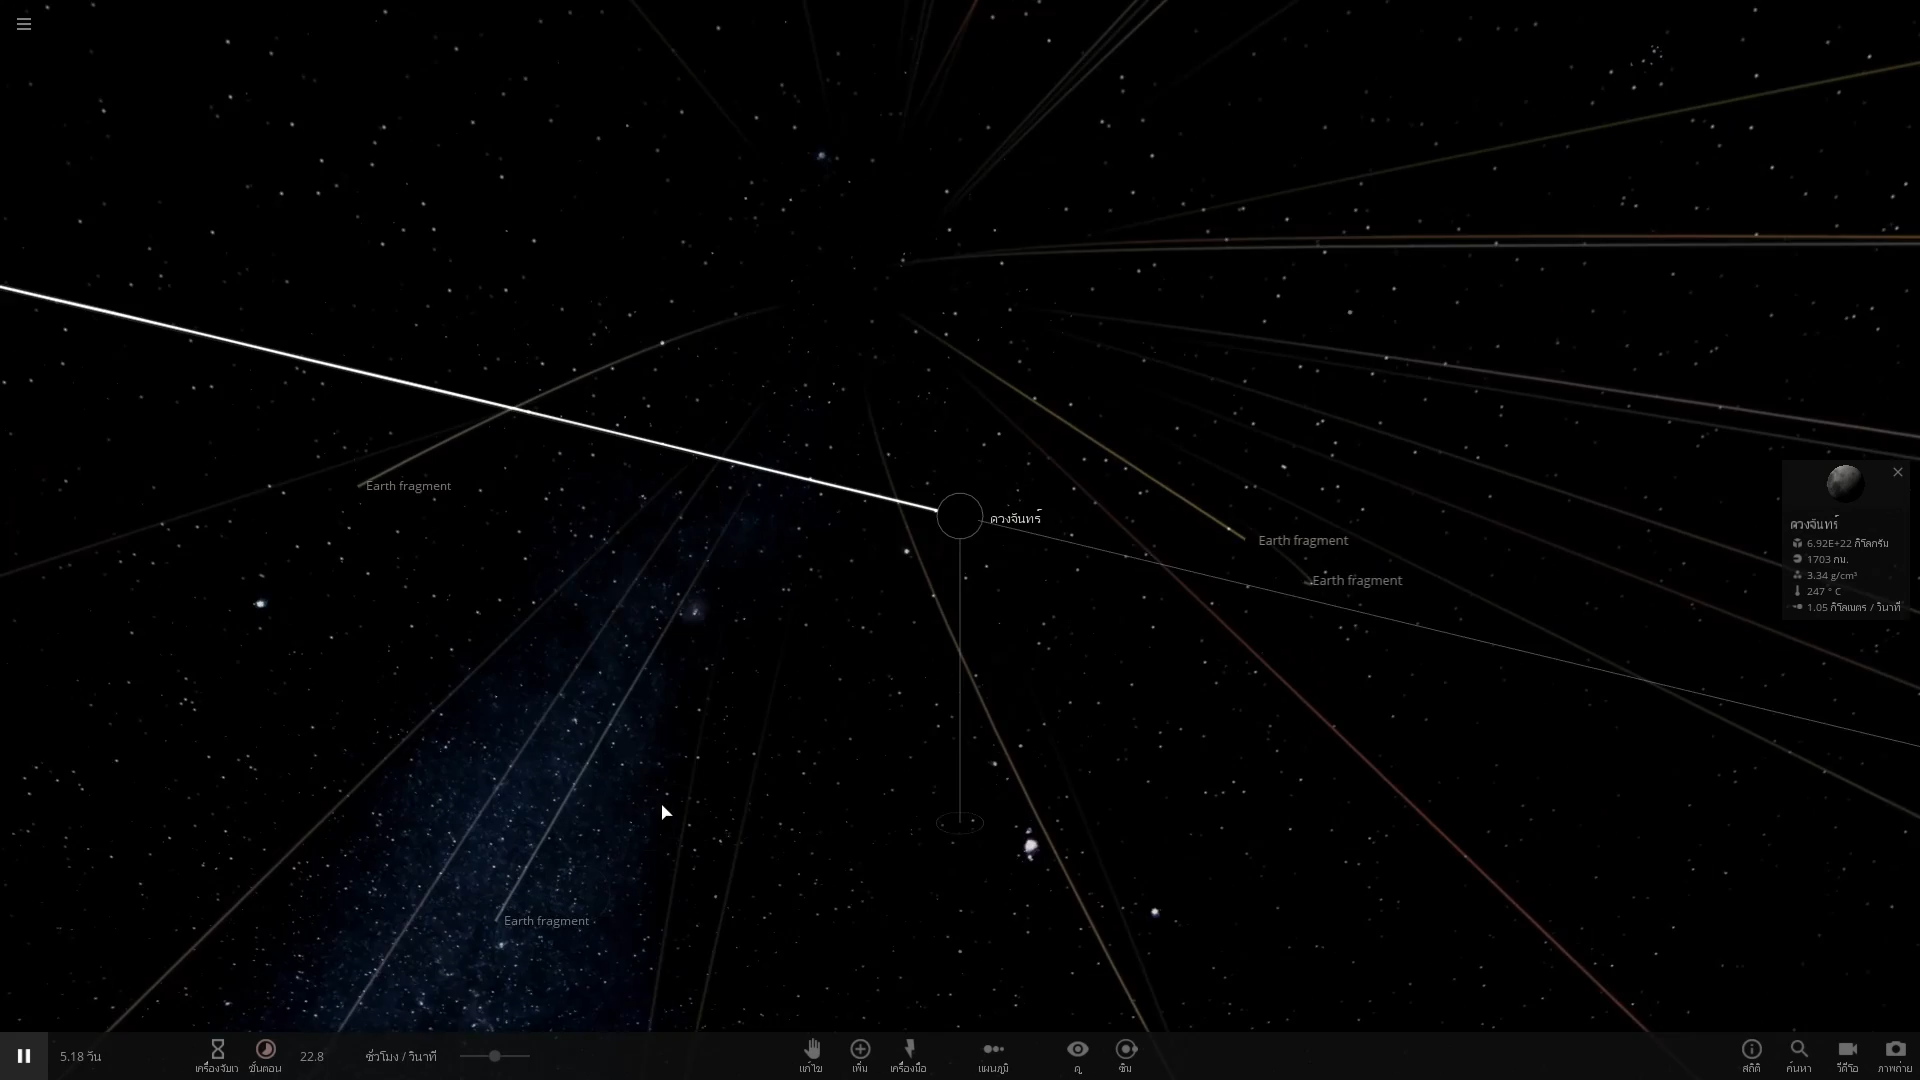 Earth fragment
ดวงจันทร์
Earth fragment
Earth fragment
Earth fragment
ดวงจันทร์
6.92E+22 กิโลกรัม
1703 กม.
3.34 g/cm³
247 ° C
1.05 กิโลเมตร / วินาที
5.18 วัน
เครื่องจับเว
ขั้นตอน
22.8
ชั่วโมง / วินาที
แก้ไข
เพิ่ม
เครื่องมือ
แผนภูมิ
ดู
ซิม
สถิติ
ค้นหา
วีดีโอ
ภาพถ่าย